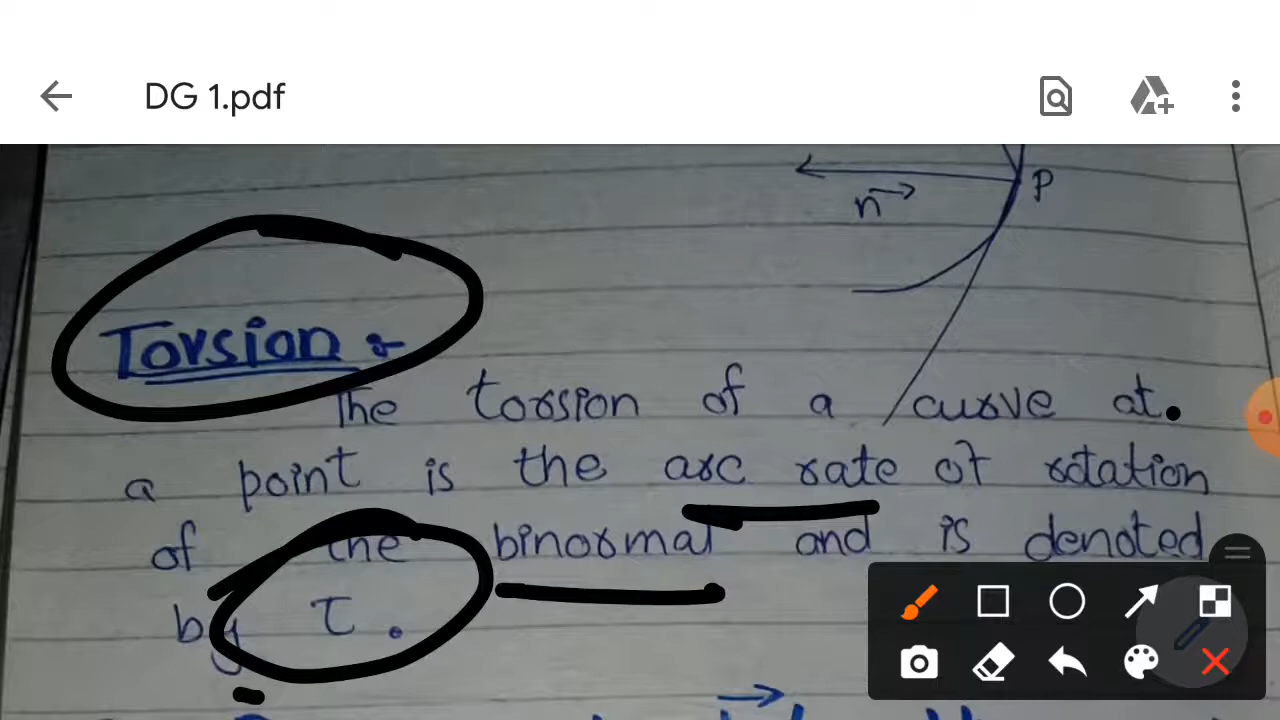 DG 1.pdf
n
P
Torsion :-
The torsion of a curve at
a point is the arc rate of rotation
of the binormal and is denoted
by τ.